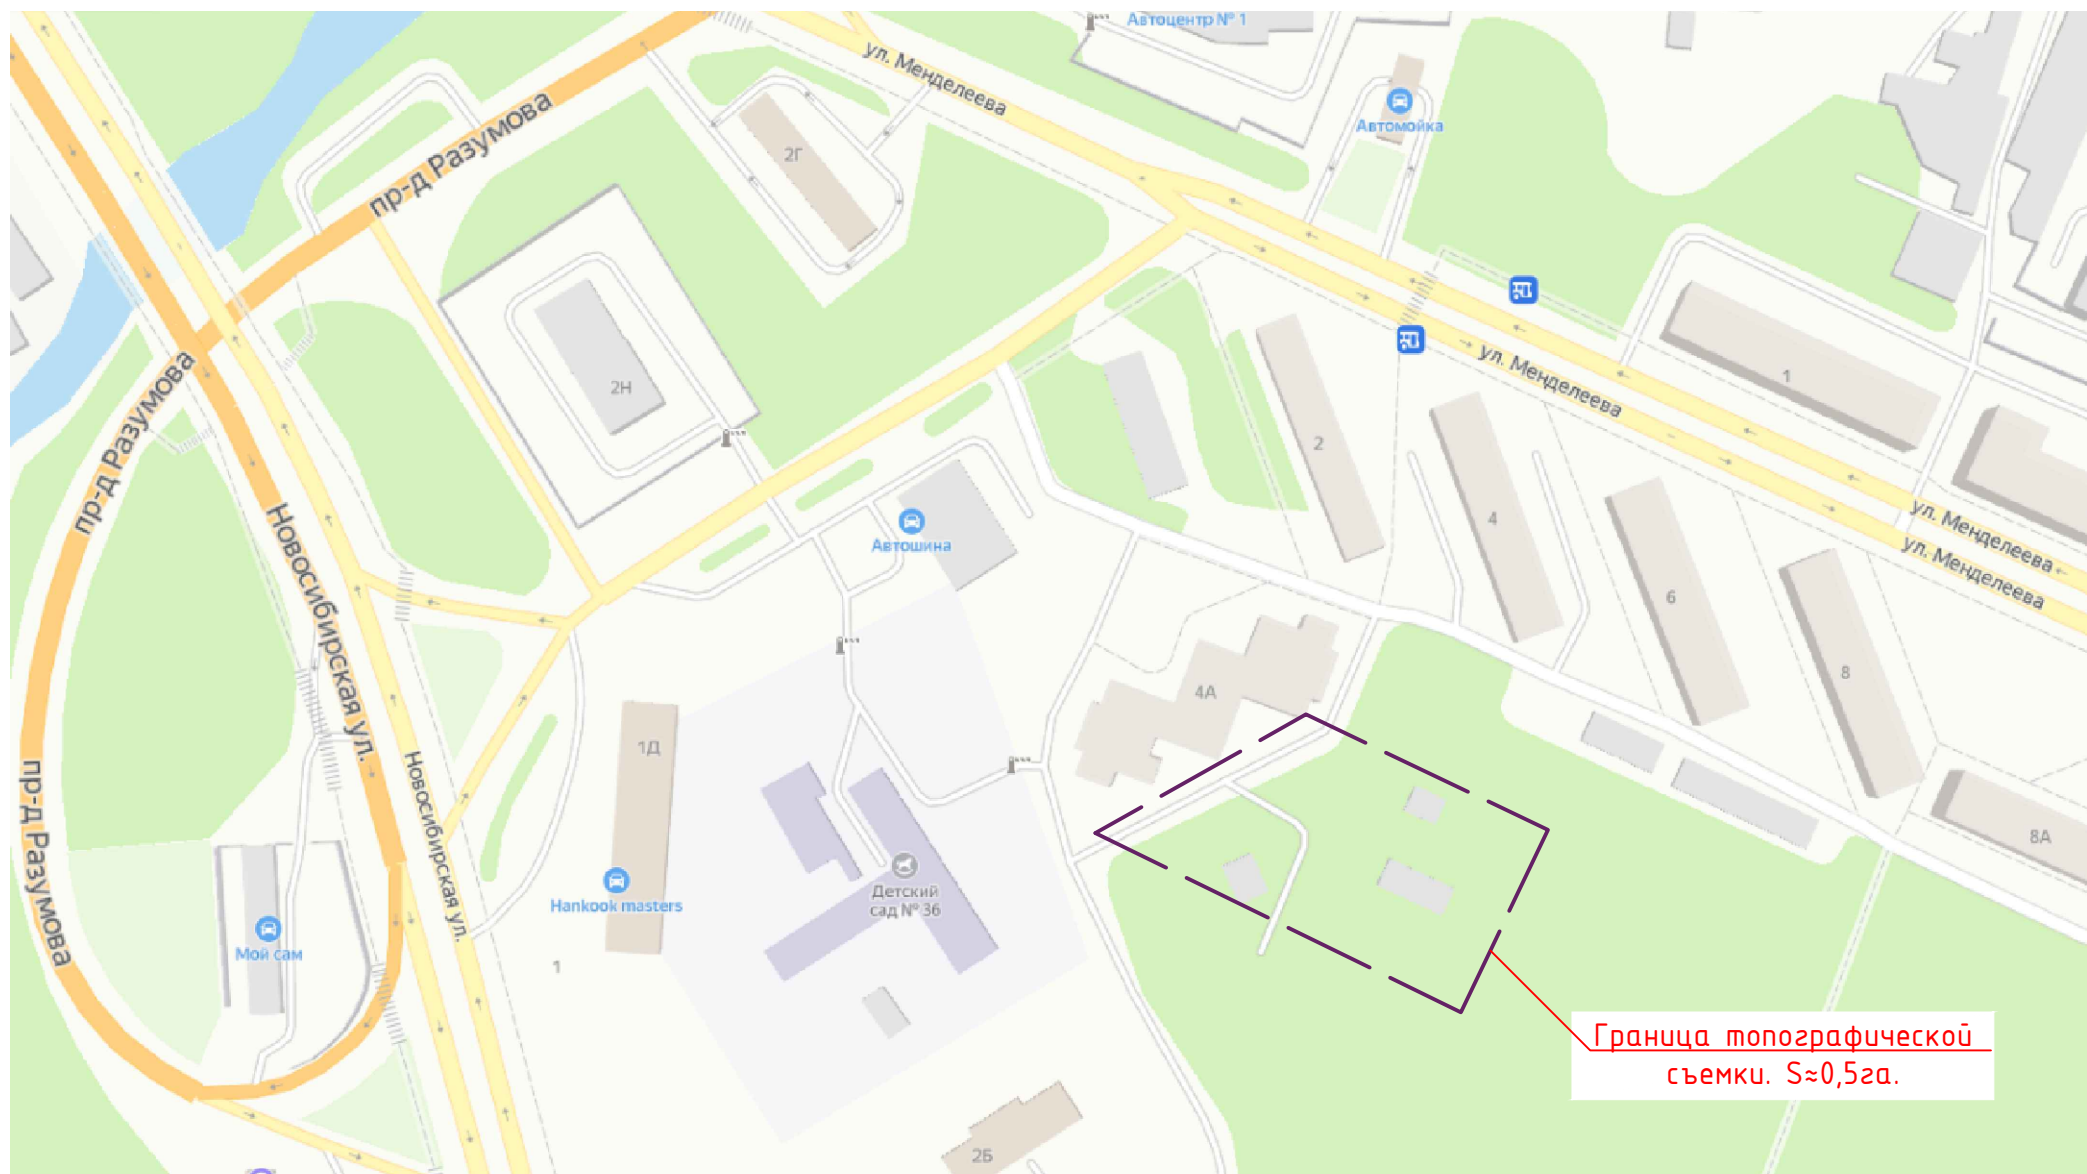 Автоцентр № 1
ул. Менделеева
Автомойка
пр-д Разумова
2Г
2Н
ул. Менделеева
1
2
4
6
8
8А
ул. Менделеева
ул. Менделеева
пр-д Разумова
Новосибирская ул.
Автошина
4А
1Д
Новосибирская ул.
пр-д Разумова
Hankook masters
Детский
сад № 36
Мой сам
1
2Б
Граница топографической
съемки. S≈0,5га.